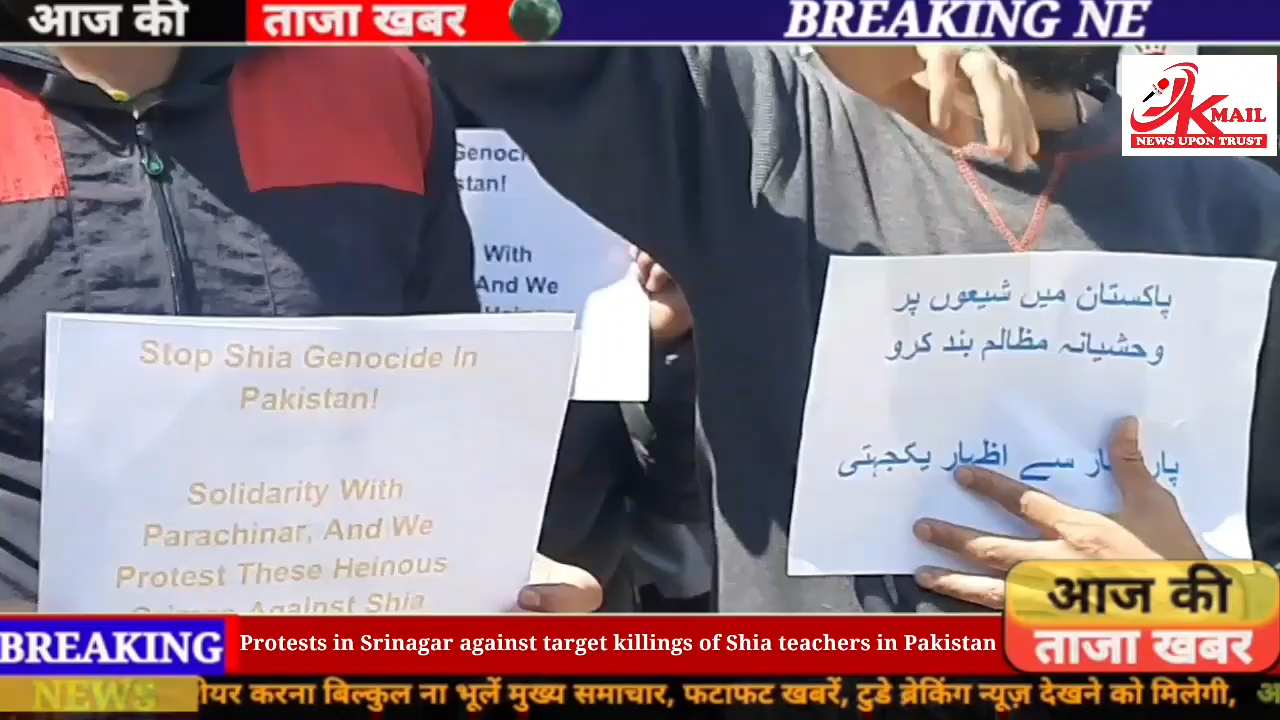 आज की ताजा खबर BREAKING NE
JK MAIL
NEWS UPON TRUST
stan!
With
And We
Stop Shia Genocide In
Pakistan!
Solidarity With
Parachinar, And We
Protest These Heinous
Against Shia
پاکستان میں شیعوں پر
وحشیانہ مظالم بند کرو
سے اظہار یکجہتی
आज की
ताजा खबर
BREAKING
NEWS
Protests in Srinagar against target killings of Shia teachers in Pakistan
करना बिल्कुल ना भूलें मुख्य समाचार, फटाफट खबरें, टुडे ब्रेकिंग न्यूज़ देखने को मिलेगी,